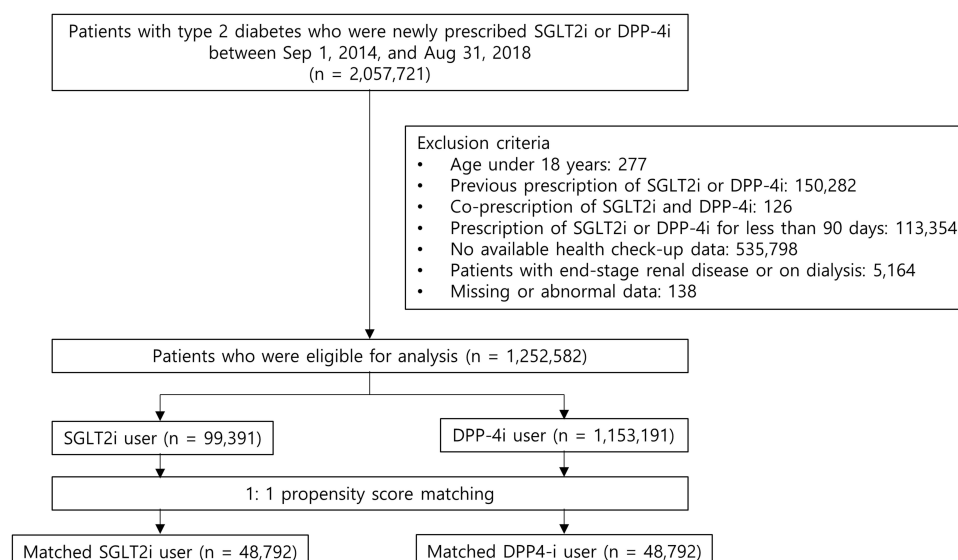 Patients with type 2 diabetes who were newly prescribed SGLT2i or DPP-4i
between Sep 1, 2014, and Aug 31, 2018
(n = 2,057,721)
Exclusion criteria
• Age under 18 years: 277
• Previous prescription of SGLT2i or DPP-4i: 150,282
• Co-prescription of SGLT2i and DPP-4i: 126
• Prescription of SGLT2i or DPP-4i for less than 90 days: 113,354
• No available health check-up data: 535,798
• Patients with end-stage renal disease or on dialysis: 5,164
• Missing or abnormal data: 138
Patients who were eligible for analysis (n = 1,252,582)
SGLT2i user (n = 99,391)
DPP-4i user (n = 1,153,191)
1: 1 propensity score matching
Matched SGLT2i user (n = 48,792)
Matched DPP4-i user (n = 48,792)